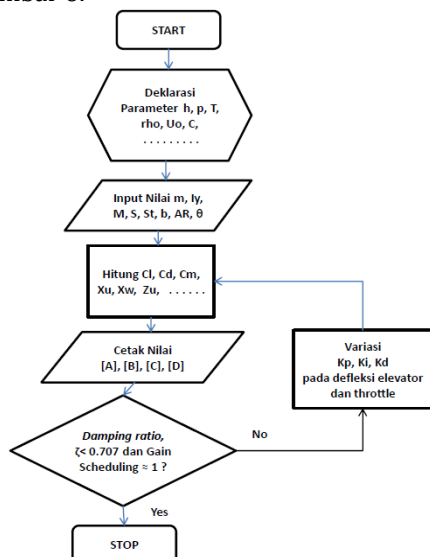 START
Deklarasi
Parameter h, p, T,
rho, Uo, C,
. . . . . . . . .
Input Nilai m, Iy,
M, S, St, b, AR, θ
Hitung Cl, Cd, Cm,
Xu, Xw, Zu, . . . . . .
Cetak Nilai
[A], [B], [C], [D]
Variasi
Kp, Ki, Kd
pada defleksi elevator
dan throttle
Damping ratio,
ζ< 0.707 dan Gain
Scheduling ≈ 1 ?
No
Yes
STOP